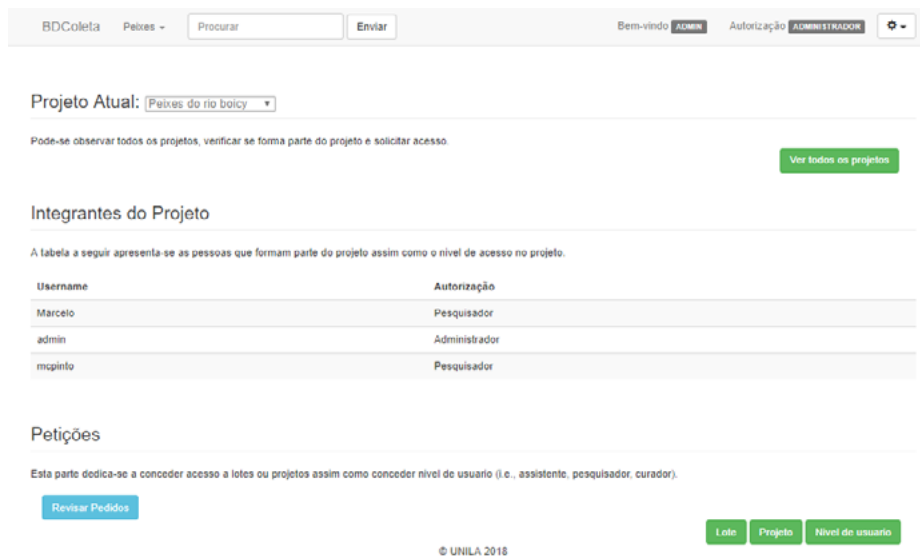 BDColeta Peixes Procurar Enviar Bem-vindo ADMIN Autorização ADMINISTRADOR
Projeto Atual: Peixes do rio boicy
Pode-se observar todos os projetos, verificar se forma parte do projeto e solicitar acesso.
Ver todos os projetos
Integrantes do Projeto
A tabela a seguir apresenta-se as pessoas que formam parte do projeto assim como o nivel de acesso no projeto.
Username Autorização
Marcelo Pesquisador
admin Administrador
mcpinto Pesquisador
Petições
Esta parte dedica-se a conceder acesso a lotes ou projetos assim como conceder nivel de usuario (i.e., assistente, pesquisador, curador).
Revisar Pedidos
Lote Projeto Nivel de usuario
© UNILA 2018